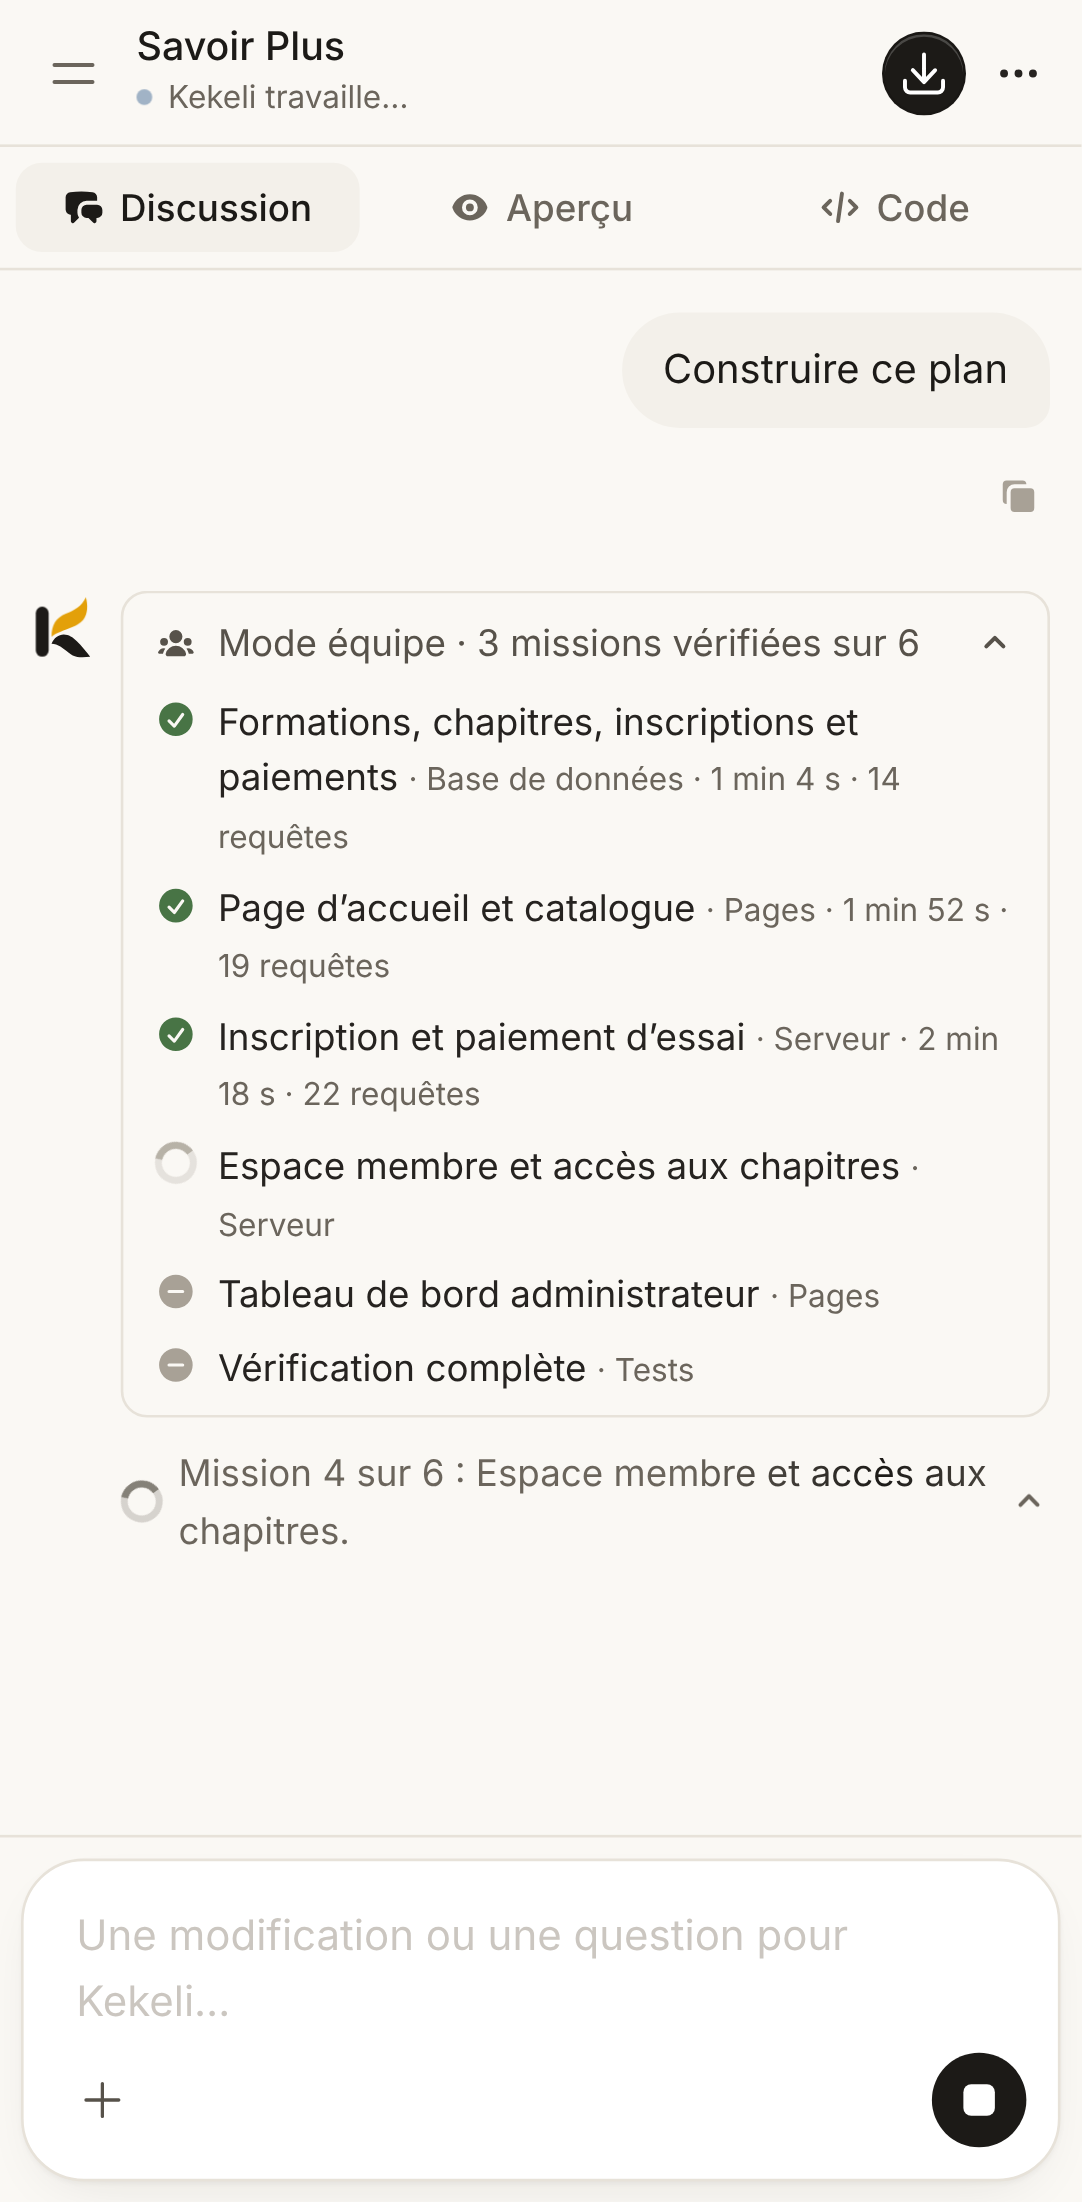 Savoir Plus
Kekeli travaille...
Discussion
Aperçu
Code
Construire ce plan
Mode équipe · 3 missions vérifiées sur 6
Formations, chapitres, inscriptions et
paiements · Base de données · 1 min 4 s · 14
requêtes
Page d’accueil et catalogue · Pages · 1 min 52 s ·
19 requêtes
Inscription et paiement d’essai · Serveur · 2 min
18 s · 22 requêtes
Espace membre et accès aux chapitres ·
Serveur
Tableau de bord administrateur · Pages
Vérification complète · Tests
Mission 4 sur 6 : Espace membre et accès aux
chapitres.
Une modification ou une question pour
Kekeli...